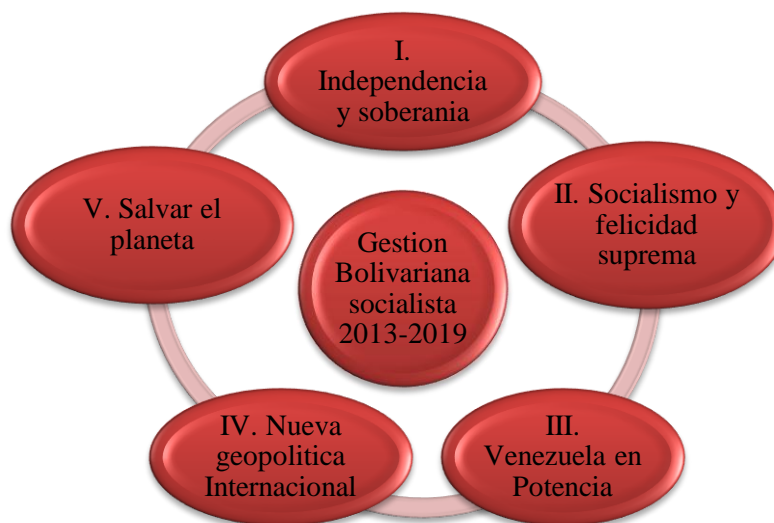 I.
Independencia
y soberania
II. Socialismo y
felicidad
suprema
III.
Venezuela en
Potencia
IV. Nueva
geopolitica
Internacional
V. Salvar el
planeta
Gestion
Bolivariana
socialista
2013-2019